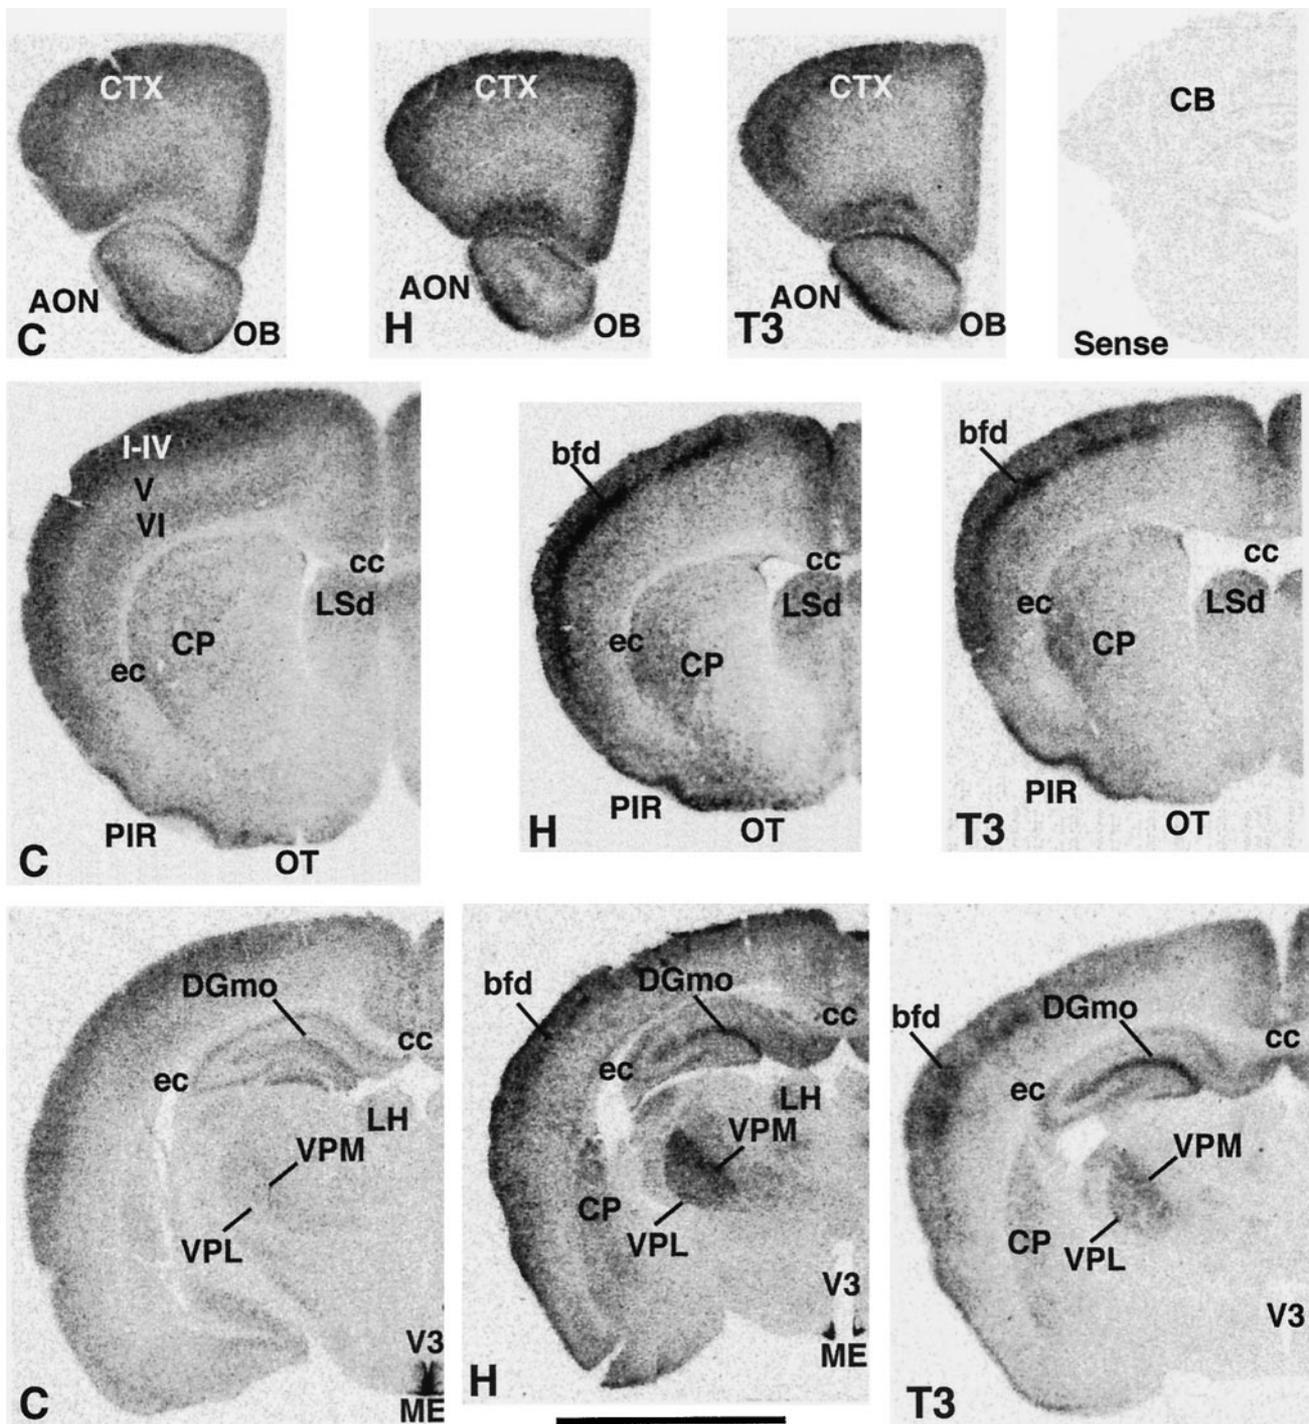 CTX
AON
OB
C
CTX
AON
OB
H
CTX
AON
OB
T3
CB
Sense
I-IV
V
VI
cc
LSd
CP
ec
PIR
OT
C
bfd
cc
LSd
ec
CP
PIR
OT
H
bfd
cc
ec
LSd
CP
PIR
OT
T3
DGmo
cc
ec
LH
VPM
VPL
V3
ME
C
bfd
DGmo
cc
ec
LH
VPM
CP
VPL
V3
ME
H
bfd
DGmo
cc
ec
VPM
CP
VPL
V3
T3